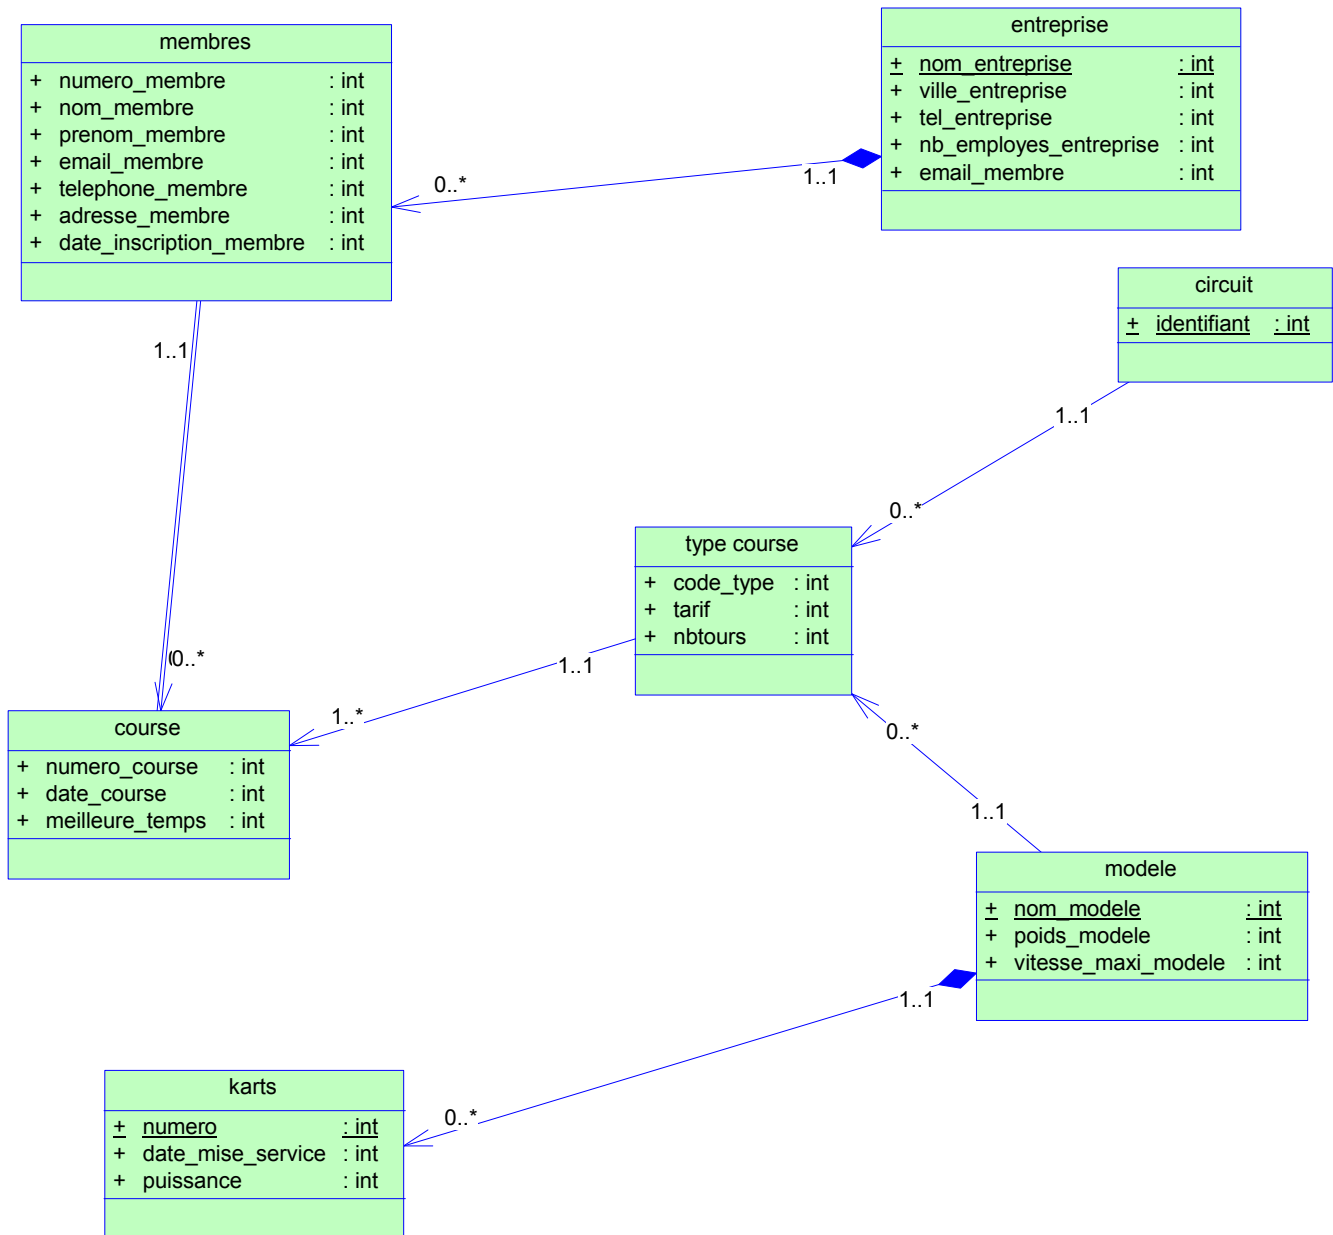 membres
+ numero_membre : int
+ nom_membre : int
+ prenom_membre : int
+ email_membre : int
+ telephone_membre : int
+ adresse_membre : int
+ date_inscription_membre : int
entreprise
+ nom_entreprise : int
+ ville_entreprise : int
+ tel_entreprise : int
+ nb_employes_entreprise : int
+ email_membre : int
0..*
1..1
circuit
+ identifiant : int
1..1
1..1
0..*
type course
+ code_type : int
+ tarif : int
+ nbtours : int
0..*
1..1
1..*
course
+ numero_course : int
+ date_course : int
+ meilleure_temps : int
0..*
1..1
modele
+ nom_modele : int
+ poids_modele : int
+ vitesse_maxi_modele : int
1..1
0..*
karts
+ numero : int
+ date_mise_service : int
+ puissance : int